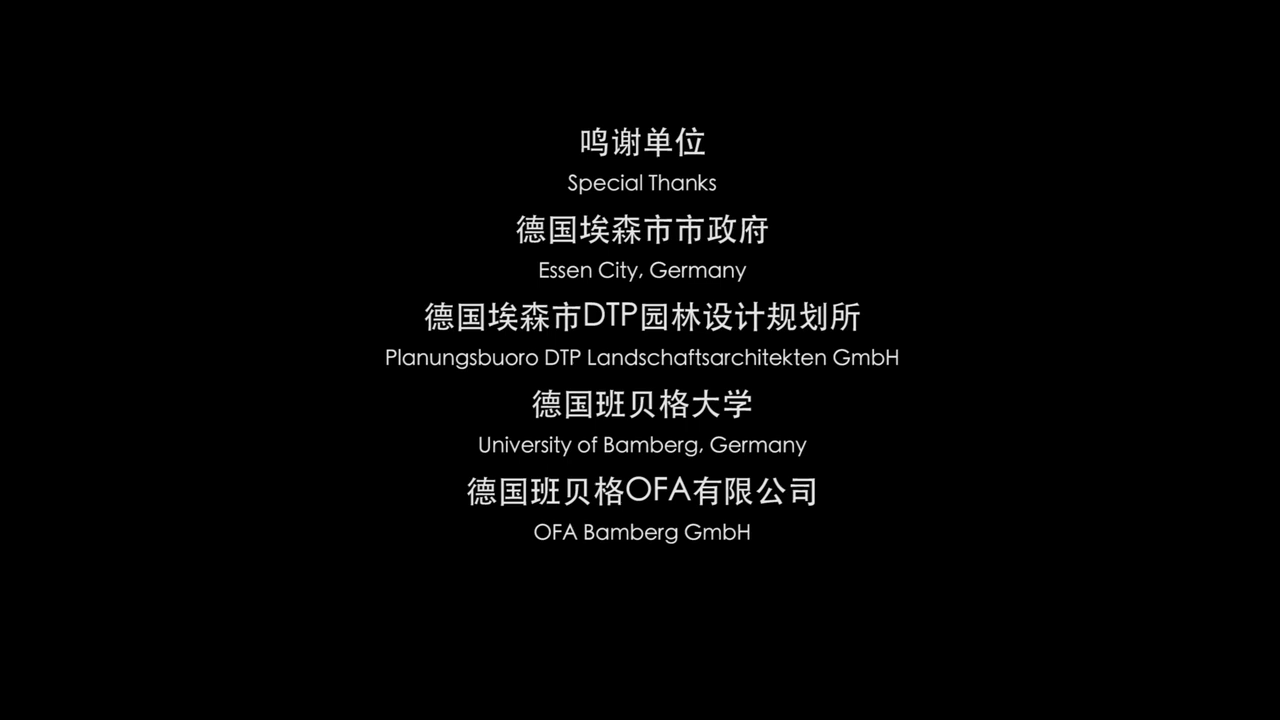 鸣谢单位
Special Thanks
德国埃森市市政府
Essen City, Germany
德国埃森市DTP园林设计规划所
Planungsbuoro DTP Landschaftsarchitekten GmbH
德国班贝格大学
University of Bamberg, Germany
德国班贝格OFA有限公司
OFA Bamberg GmbH